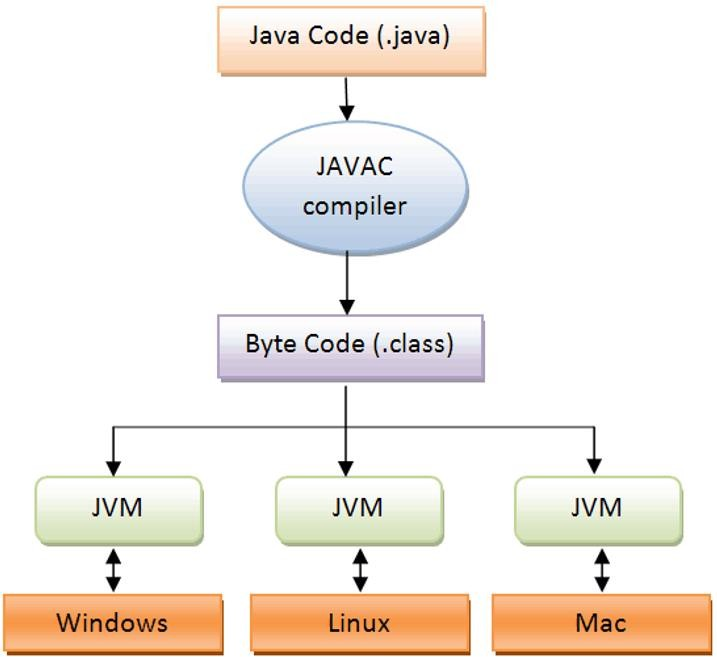 Java Code (.java)
JAVAC
compiler
Byte Code (.class)
JVM
JVM
JVM
Windows
Linux
Mac